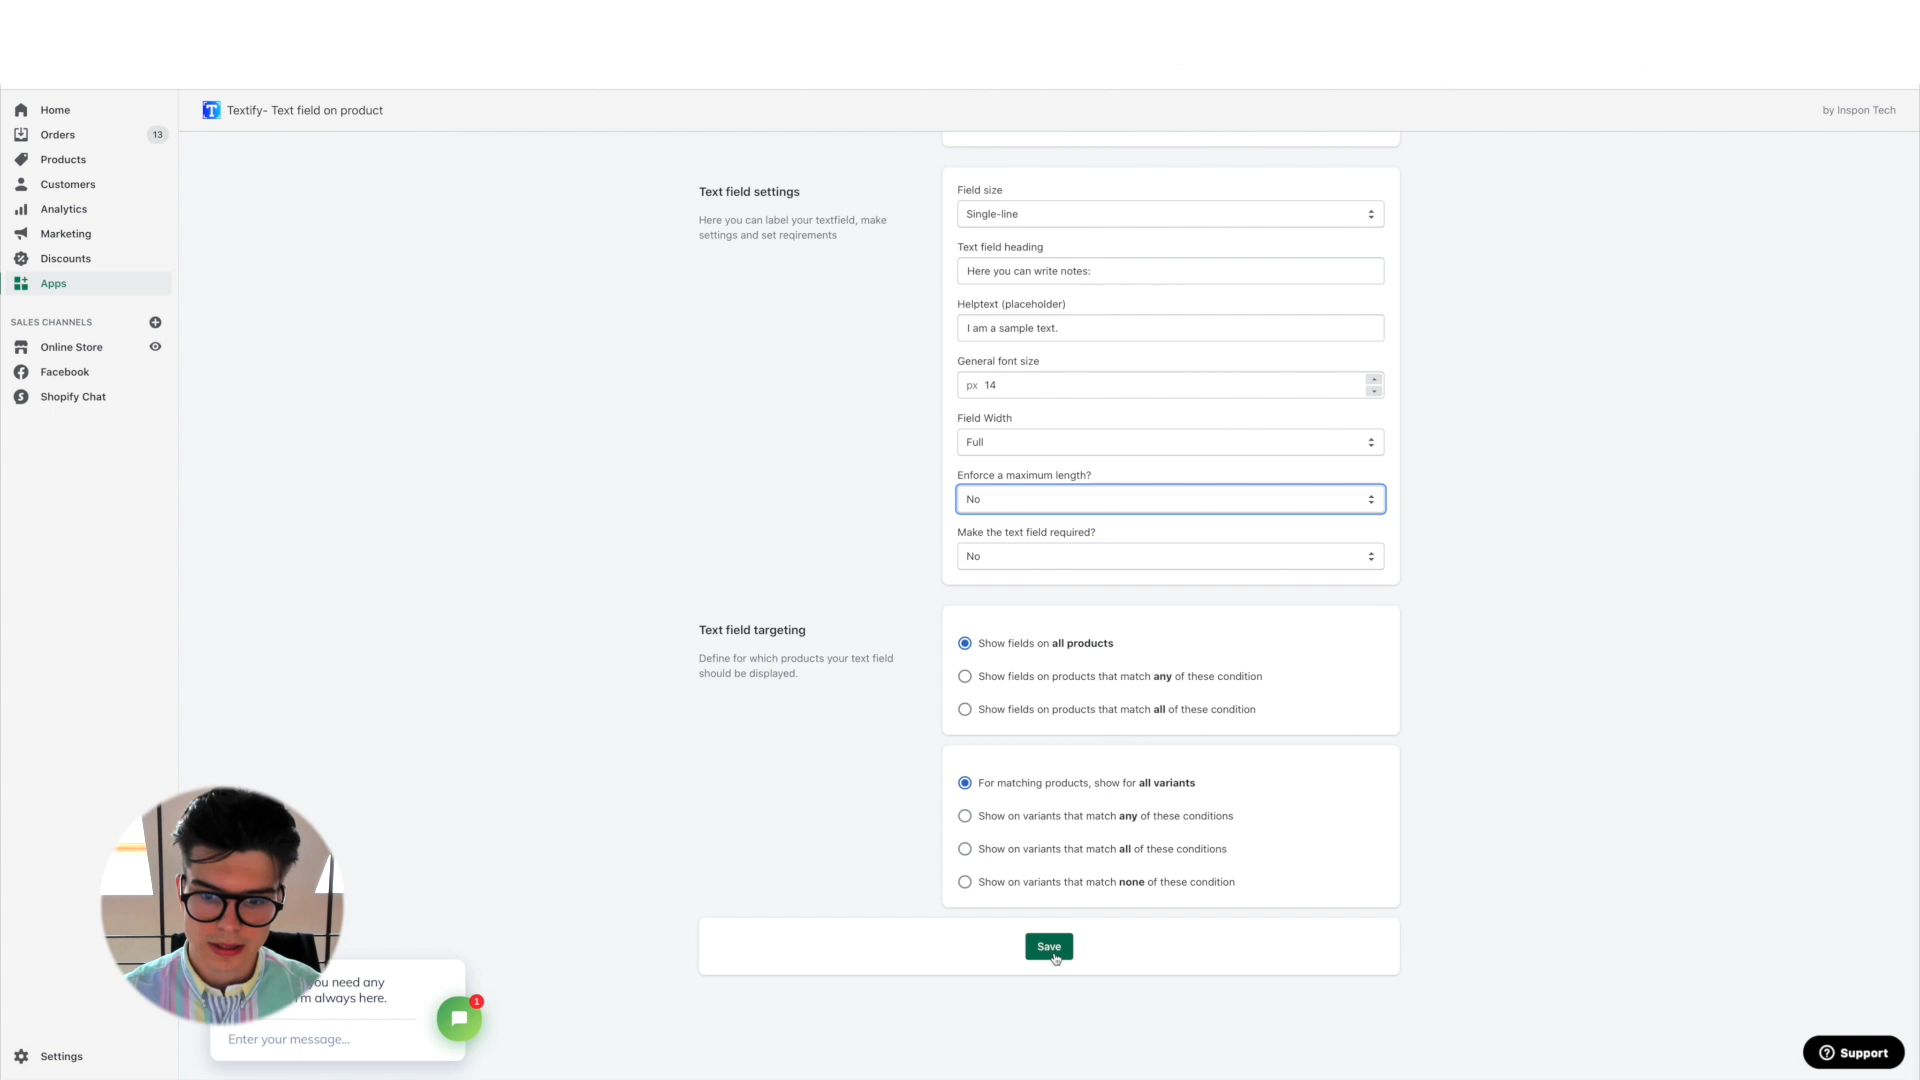 Home
Orders 13
Products
Customers
Analytics
Marketing
Discounts
Apps
SALES CHANNELS
Online Store
Facebook
Shopify Chat
Settings
T Textify- Text field on product
by Inspon Tech
Text field settings
Here you can label your textfield, make
settings and set reqirements
Field size
Single-line
Text field heading
Here you can write notes:
Helptext (placeholder)
I am a sample text.
General font size
px 14
Field Width
Full
Enforce a maximum length?
No
Make the text field required?
No
Text field targeting
Define for which products your text field
should be displayed.
Show fields on all products
Show fields on products that match any of these condition
Show fields on products that match all of these condition
For matching products, show for all variants
Show on variants that match any of these conditions
Show on variants that match all of these conditions
Show on variants that match none of these condition
Save
you need any
I'm always here.
Enter your message...
1
Support